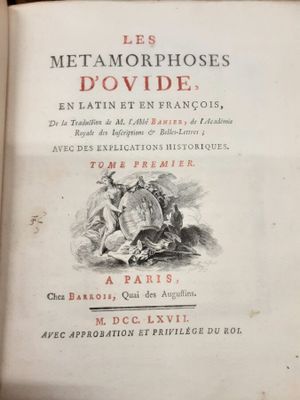 LES
METAMORPHOSES
D'OVIDE,
EN LATIN ET EN FRANÇOIS,
De la Traduction de M. l'Abbé BANIER, de l'Académie
Royale des Inscriptions & Belles-Lettres ;
AVEC DES EXPLICATIONS HISTORIQUES.
TOME PREMIER.
A PARIS,
Chez BARROIS, Quai des Augustins.
M. DCC. LXVII.
AVEC APPROBATION ET PRIVILÉGE DU ROI.